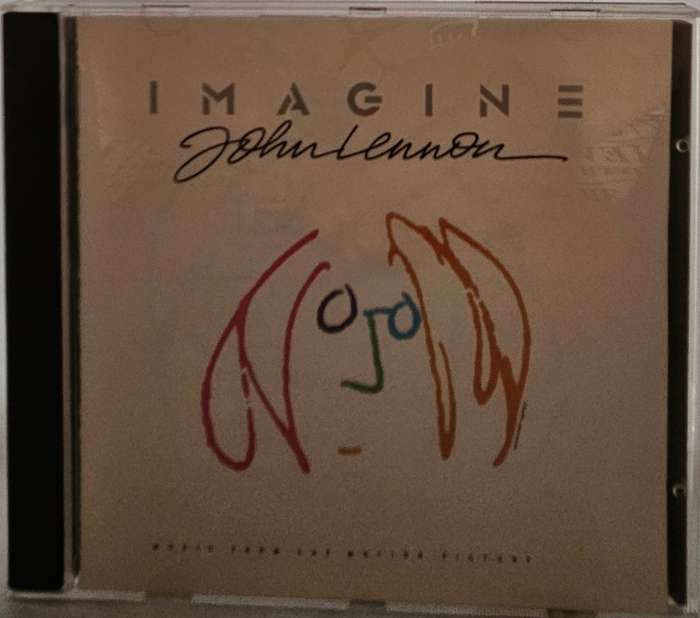 IMAGINE
John Lennon
MUSIC FROM THE MOTION PICTURE